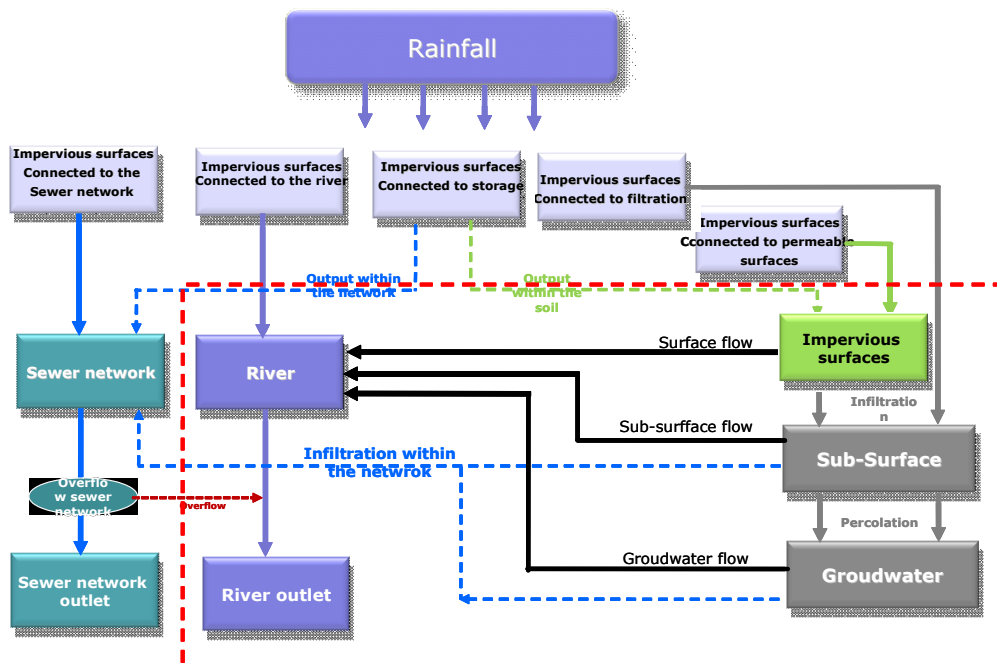 Rainfall
Impervious surfaces
Connected to the
Sewer network
Impervious surfaces
Connected to the river
Impervious surfaces
Connected to storage
Impervious surfaces
Connected to filtration
Impervious surfaces
Cconnected to permeable
surfaces
Output within
the network
Output
within the
soil
Sewer network
River
Surface flow
Impervious
surfaces
Infiltratio
n
Sub-surfface flow
Sub-Surface
Infiltration within
the netwrok
Overflo
w sewer
network
Overflow
Percolation
Groudwater flow
Groudwater
Sewer network
outlet
River outlet